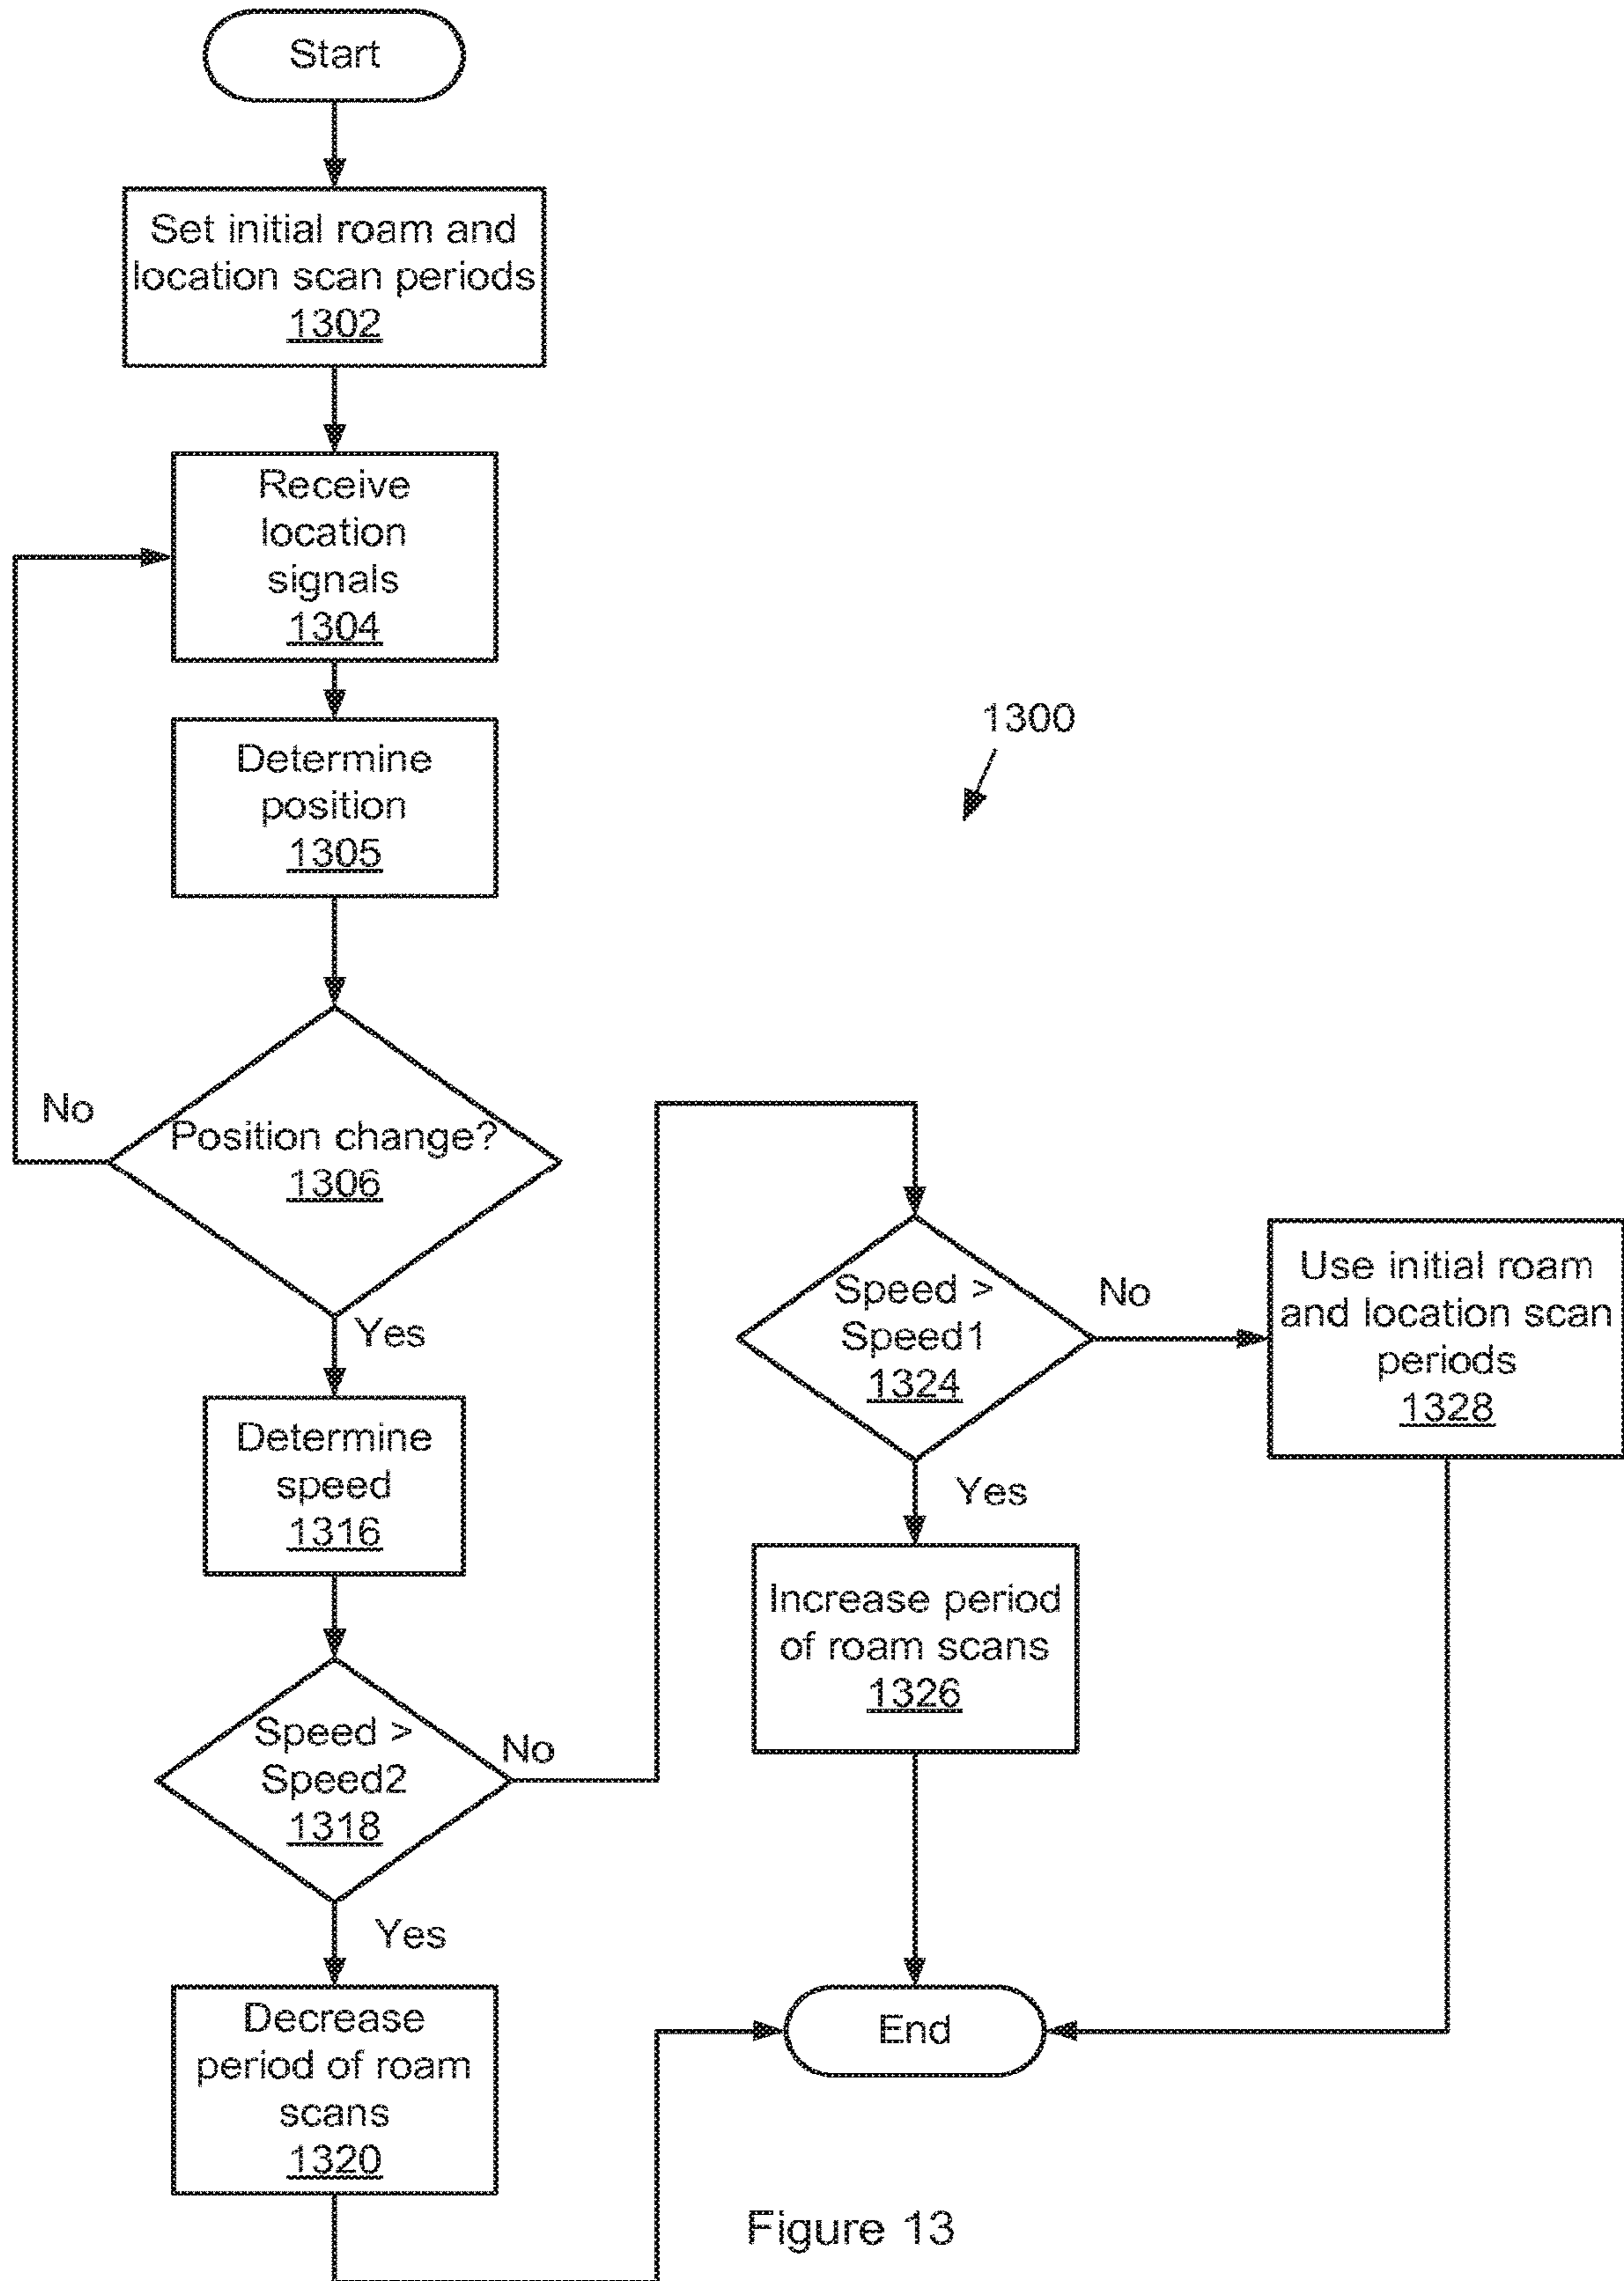 Start
Set initial roam and
location scan periods
1302
Receive
location
signals
1304
Determine
position
1305
1300
Position change?
1306
No
Yes
Determine
speed
1316
Speed >
Speed2
1318
No
Yes
Decrease
period of roam
scans
1320
Speed >
Speed1
1324
No
Yes
Use initial roam
and location scan
periods
1328
Increase period
of roam scans
1326
End
Figure 13